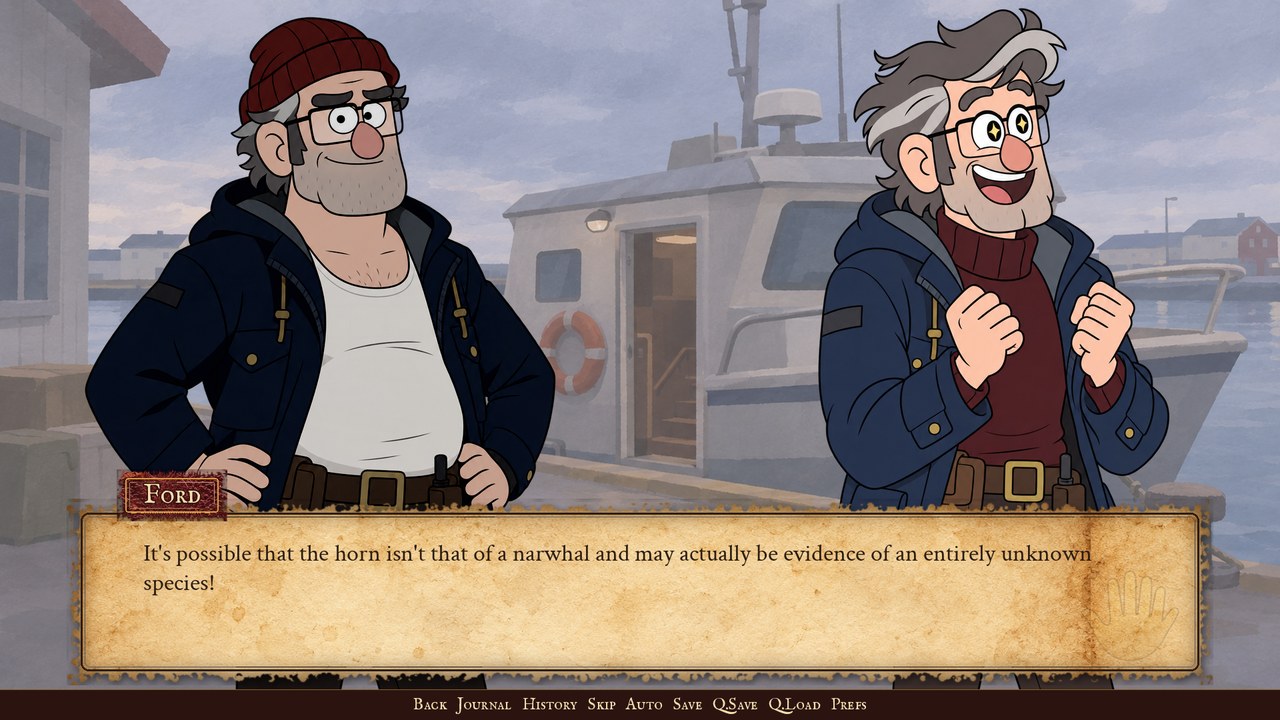 Ford
It's possible that the horn isn't that of a narwhal and may actually be evidence of an entirely unknown
species!
Back Journal History Skip Auto Save Q.Save Q.Load Prefs